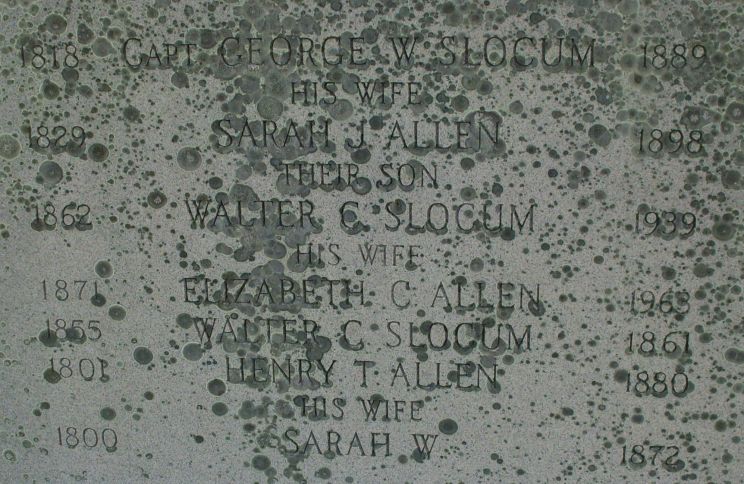 1818 CAPT. GEORGE W. SLOCUM 1889
HIS WIFE
1829 SARAH J. ALLEN 1898
THEIR SON
1862 WALTER C. SLOCUM 1939
HIS WIFE
1871 ELIZABETH C. ALLEN 1963
1855 WALTER C. SLOCUM 1861
1801 HENRY T. ALLEN 1880
HIS WIFE
1800 SARAH W. 1872